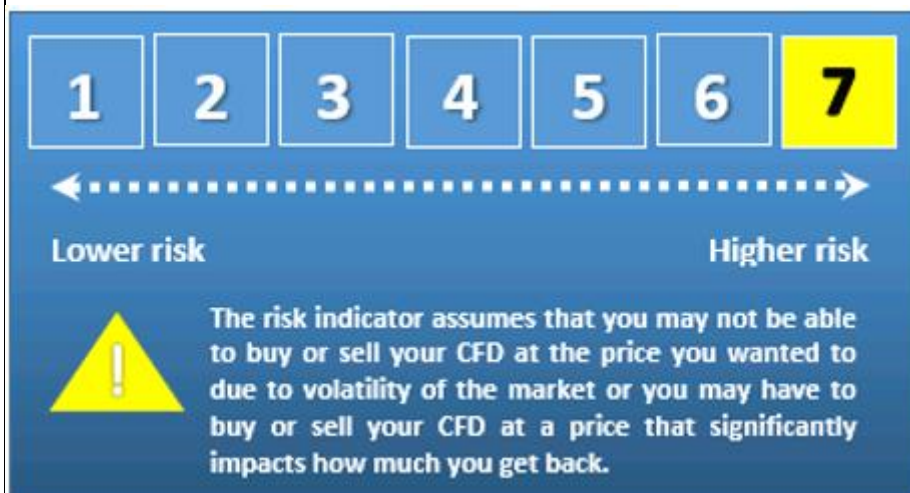 1 2 3 4 5 6 7
Lower risk Higher risk
! The risk indicator assumes that you may not be able
to buy or sell your CFD at the price you wanted to
due to volatility of the market or you may have to
buy or sell your CFD at a price that significantly
impacts how much you get back.